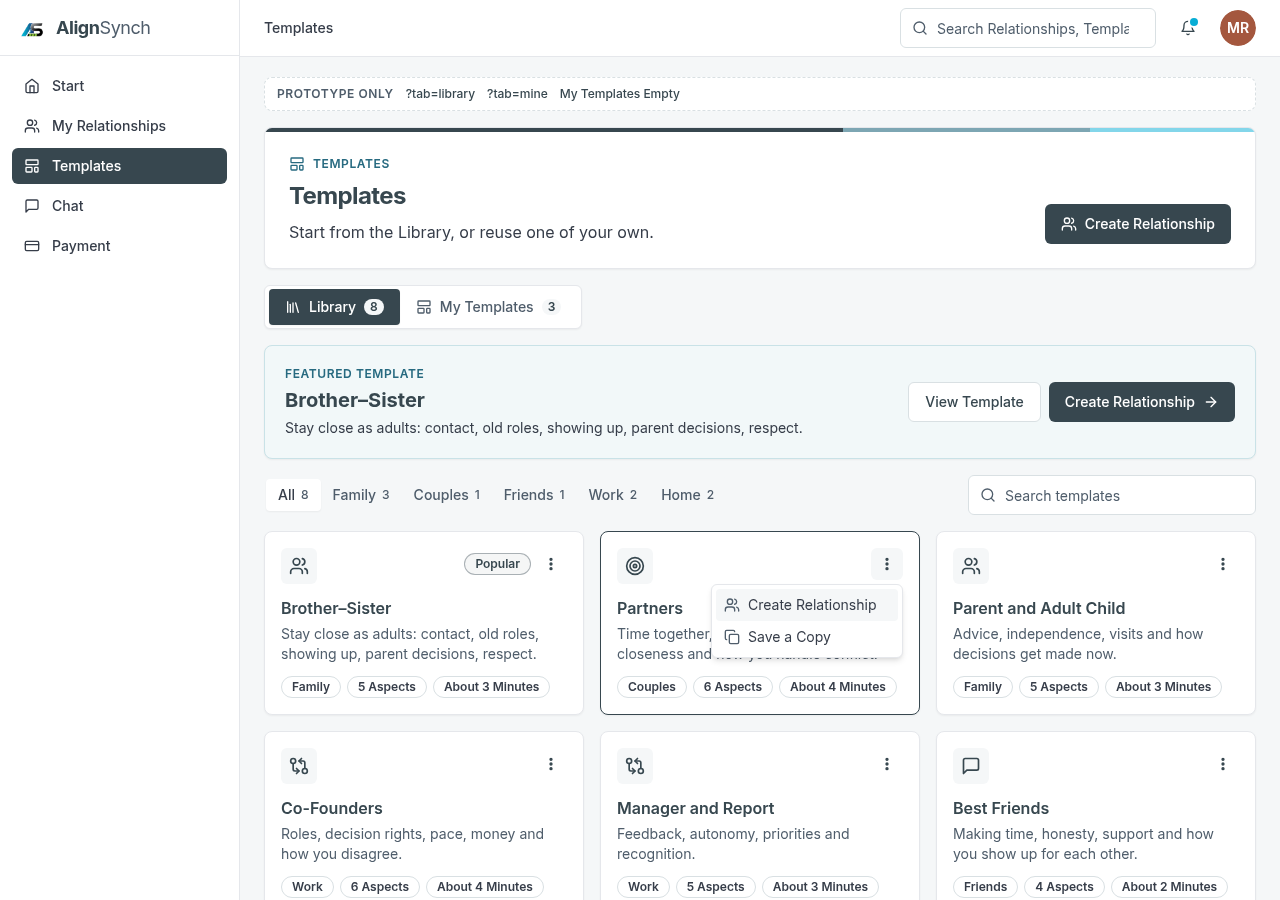 AlignSynch
Templates
Search Relationships, Templa
MR
Start
My Relationships
Templates
Chat
Payment
PROTOTYPE ONLY ?tab=library ?tab=mine My Templates Empty
TEMPLATES
Templates
Start from the Library, or reuse one of your own.
Create Relationship
Library 8
My Templates 3
FEATURED TEMPLATE
Brother–Sister
Stay close as adults: contact, old roles, showing up, parent decisions, respect.
View Template
Create Relationship
All 8 Family 3 Couples 1 Friends 1 Work 2 Home 2
Search templates
Popular
Brother–Sister
Stay close as adults: contact, old roles,
showing up, parent decisions, respect.
Family 5 Aspects About 3 Minutes
Partners
Time together,
closeness and how you handle conflict.
Couples 6 Aspects About 4 Minutes
Create Relationship
Save a Copy
Parent and Adult Child
Advice, independence, visits and how
decisions get made now.
Family 5 Aspects About 3 Minutes
Co-Founders
Roles, decision rights, pace, money and
how you disagree.
Work 6 Aspects About 4 Minutes
Manager and Report
Feedback, autonomy, priorities and
recognition.
Work 5 Aspects About 3 Minutes
Best Friends
Making time, honesty, support and how
you show up for each other.
Friends 4 Aspects About 2 Minutes